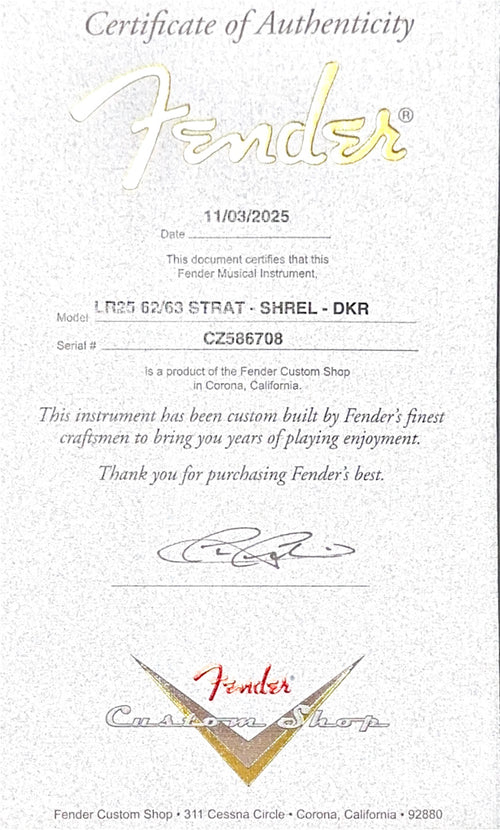 Certificate of Authenticity
Fender®
11/03/2025
Date
This document certifies that this
Fender Musical Instrument,
Model LR25 62/63 STRAT - SHREL - DKR
Serial # CZ586708
Is a product of the Fender Custom Shop
in Corona, California.
This instrument has been custom built by Fender's finest
craftsmen to bring you years of playing enjoyment.
Thank you for purchasing Fender's best.
Fender®
Custom Shop
Fender Custom Shop • 311 Cessna Circle • Corona, California • 92880